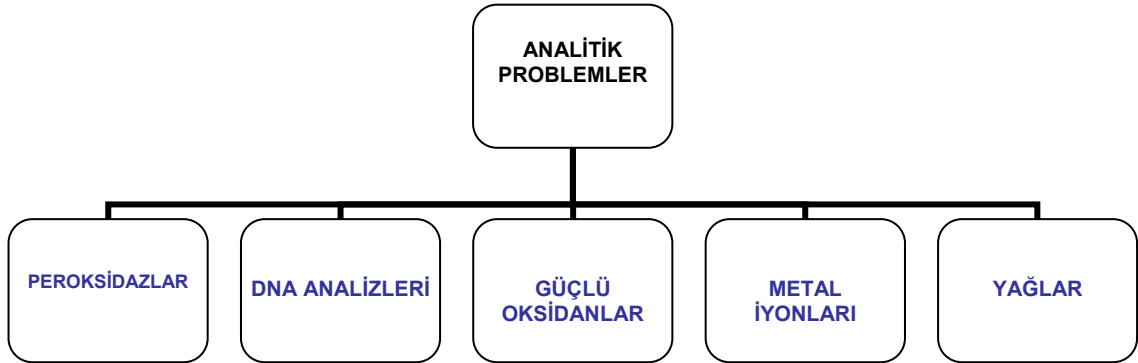 ANALİTİK
PROBLEMLER
PEROKSİDAZLAR
DNA ANALİZLERİ
GÜÇLÜ
OKSİDANLAR
METAL
İYONLARI
YAĞLAR